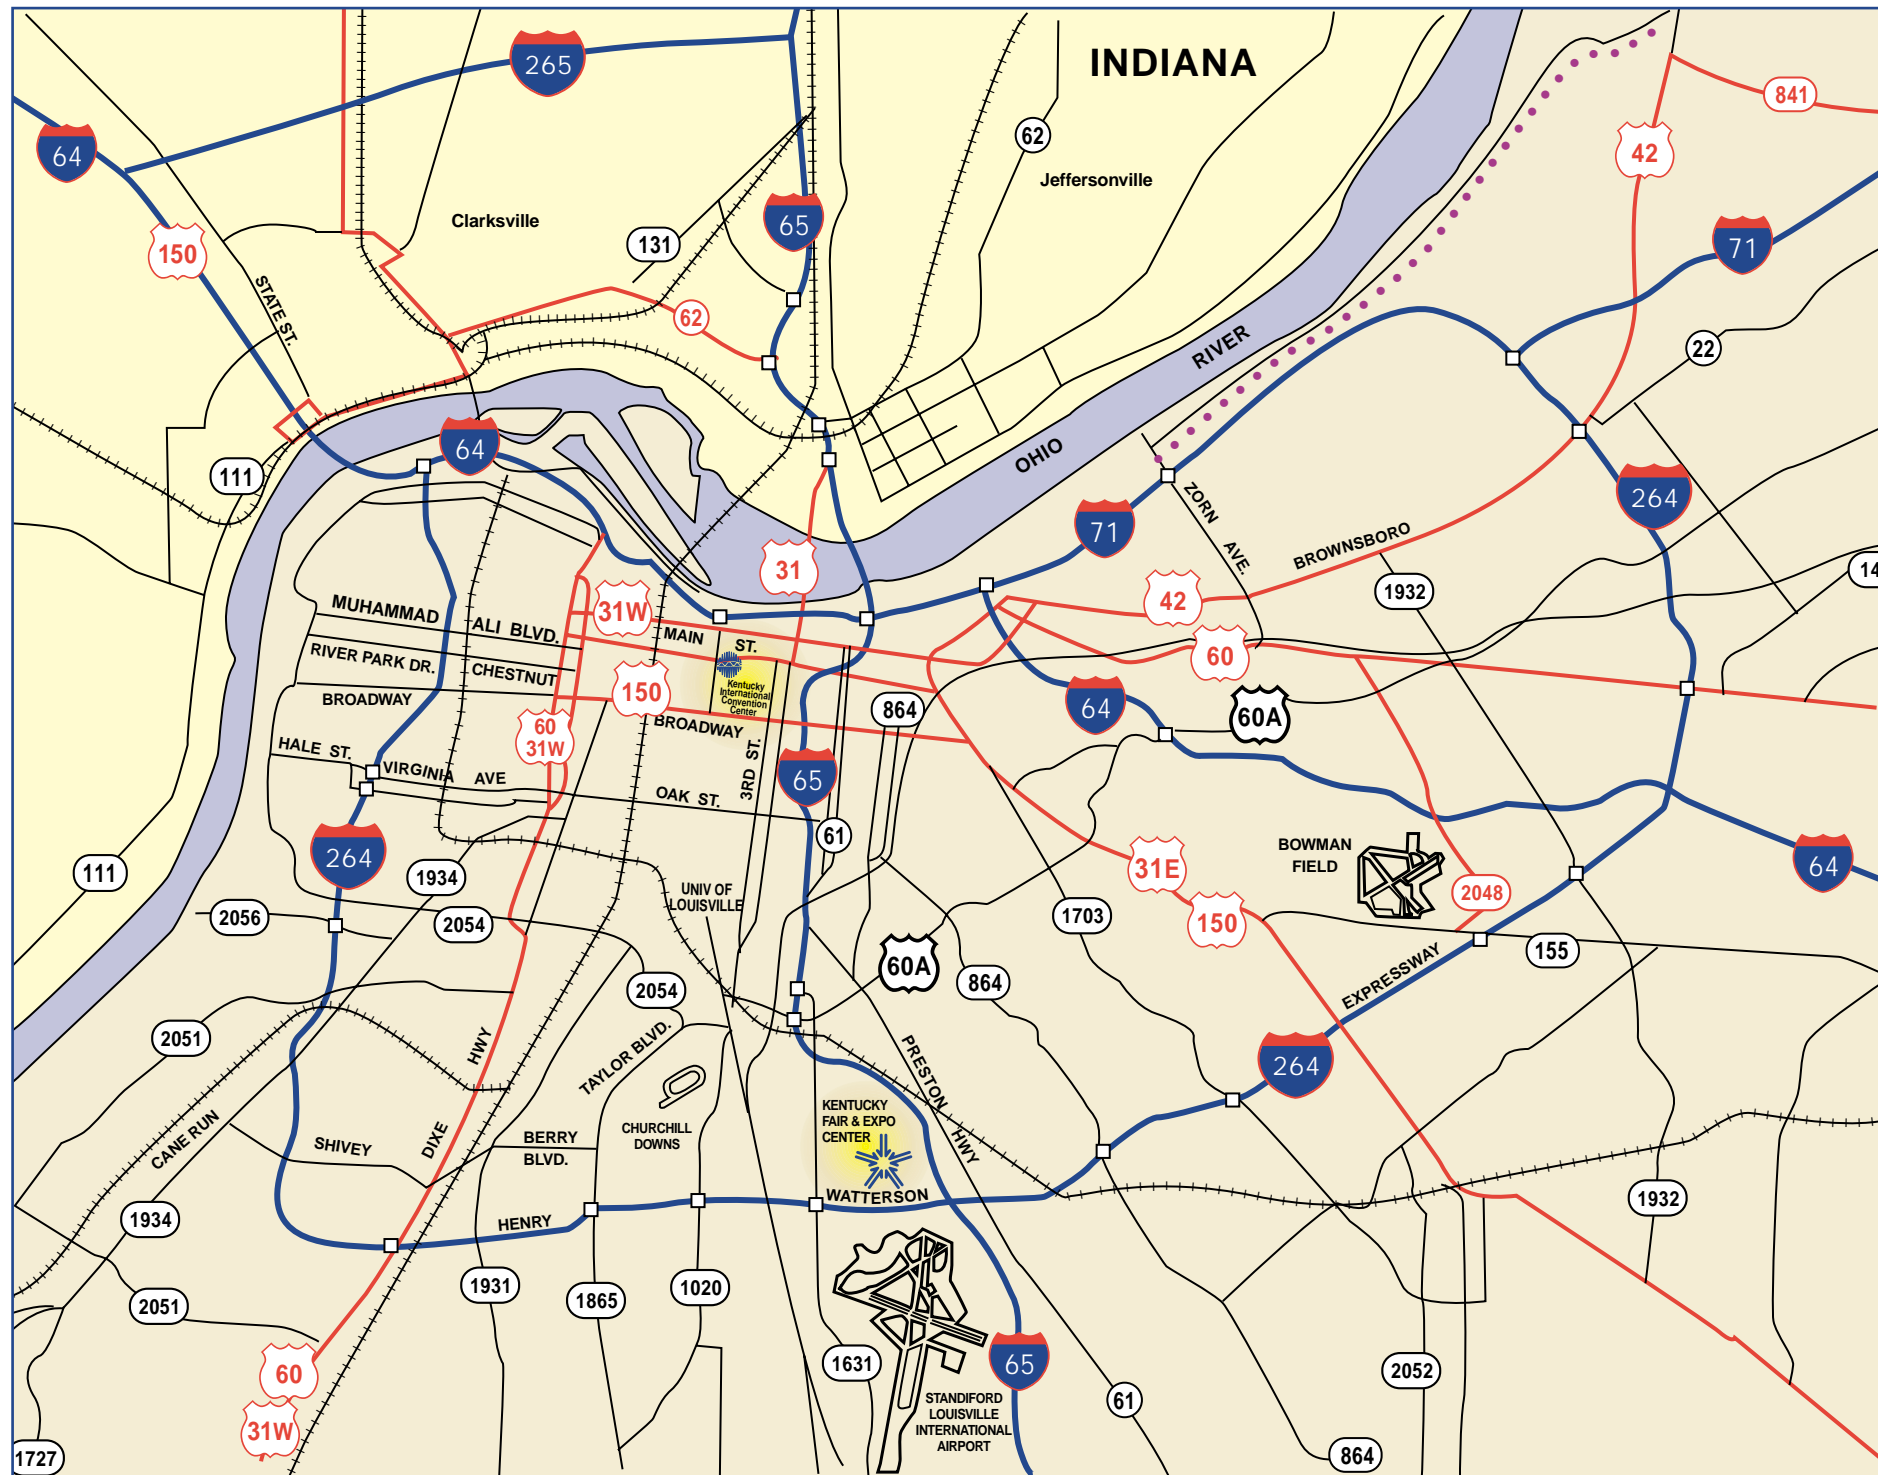 INDIANA
265
841
64
62
42
Jeffersonville
65
Clarksville
150
131
71
STATE ST.
62
22
RIVER
64
OHIO
111
264
ZORN
AVE.
71
BROWNSBORO
31
14
1932
42
31W
MUHAMMAD
ALI BLVD.
MAIN
ST.
RIVER PARK DR.
CHESTNUT
60
150
Kentucky
International
Convention
Center
BROADWAY
BROADWAY
864
64
60A
60
31W
HALE ST.
VIRGINIA AVE
3RD ST.
65
OAK ST.
61
264
BOWMAN
FIELD
64
111
1934
31E
UNIV OF
LOUISVILLE
2048
2056
2054
1703
150
155
60A
864
2054
EXPRESSWAY
2051
HWY
TAYLOR BLVD.
PRESTON
HWY
264
CANE RUN
DIXE
SHIVEY
BERRY
BLVD.
CHURCHILL
DOWNS
KENTUCKY
FAIR & EXPO
CENTER
WATTERSON
1934
HENRY
1932
2051
1931
1865
1020
60
1631
65
2052
31W
STANDIFORD
LOUISVILLE
INTERNATIONAL
AIRPORT
61
1727
864